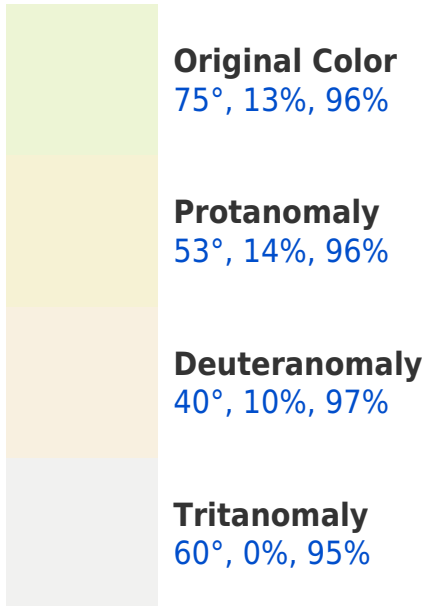 Original Color
75°, 13%, 96%
Protanomaly
53°, 14%, 96%
Deuteranomaly
40°, 10%, 97%
Tritanomaly
60°, 0%, 95%